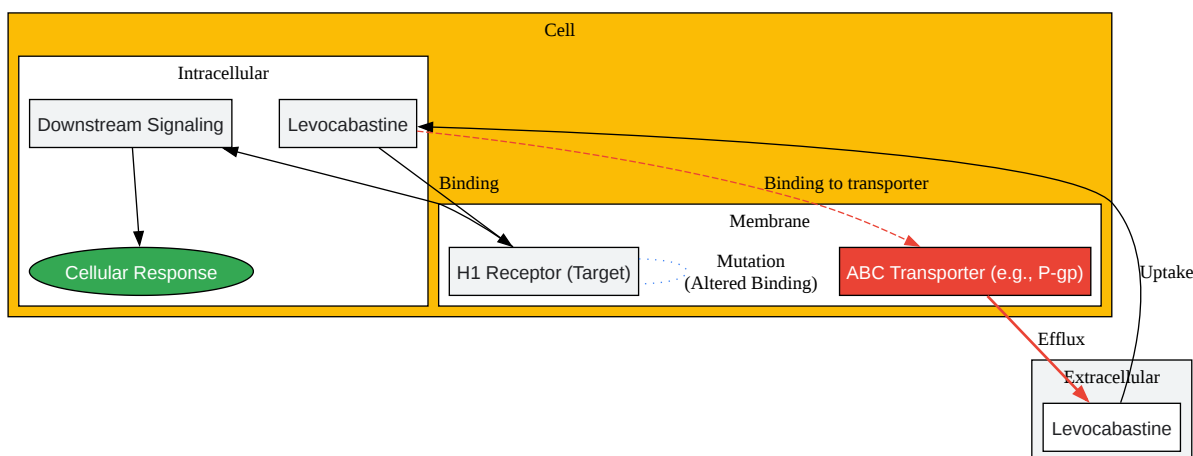 Cell
Intracellular
Downstream Signaling
Levocabastine
Binding
Binding to transporter
Membrane
Cellular Response
H1 Receptor (Target)
Mutation
(Altered Binding)
ABC Transporter (e.g., P-gp)
Uptake
Efflux
Extracellular
Levocabastine